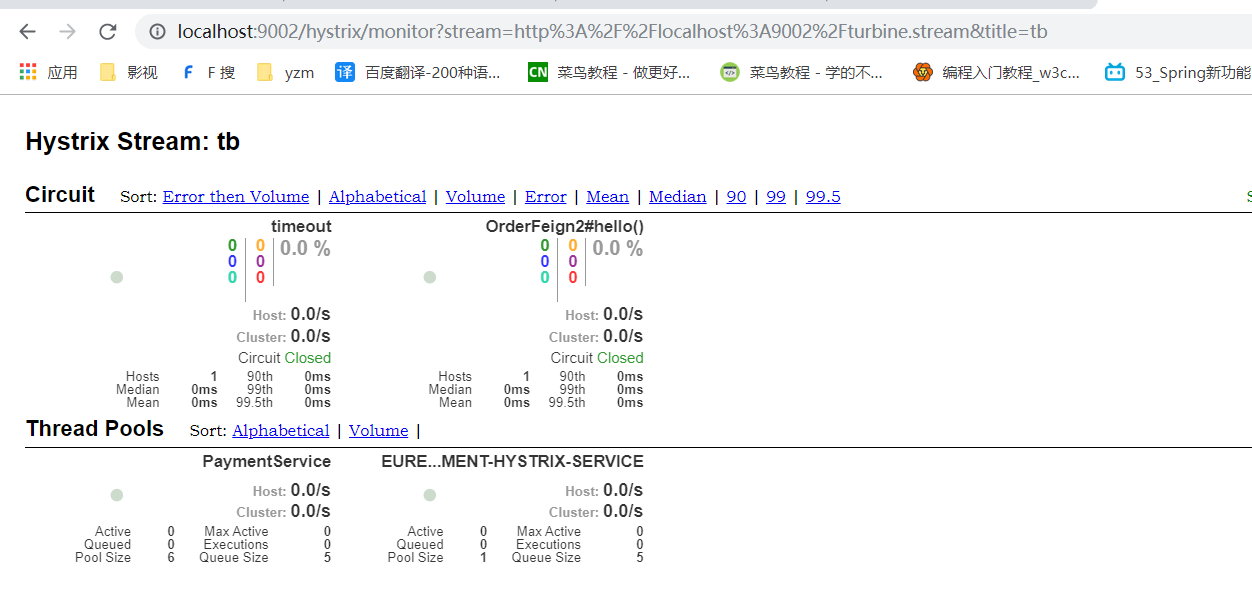 localhost:9002/hystrix/monitor?stream=http%3A%2F%2Flocalhost%3A9002%2Fturbine.stream&title=tb
应用 影视 F 搜 yzm 译 百度翻译-200种语... CN 菜鸟教程 - 做更好... 菜鸟教程 - 学的不... 编程入门教程_w3c... 53_Spring新功能
Hystrix Stream: tb
Circuit Sort: Error then Volume | Alphabetical | Volume | Error | Mean | Median | 90 | 99 | 99.5
timeout OrderFeign2#hello()
0 0 0.0 % 0 0 0.0 %
0 0 0 0
0 0 0 0
Host: 0.0/s Host: 0.0/s
Cluster: 0.0/s Cluster: 0.0/s
Circuit Closed Circuit Closed
Hosts 1 90th 0ms Hosts 1 90th 0ms
Median 0ms 99th 0ms Median 0ms 99th 0ms
Mean 0ms 99.5th 0ms Mean 0ms 99.5th 0ms
Thread Pools Sort: Alphabetical | Volume |
PaymentService EURE...MENT-HYSTRIX-SERVICE
Host: 0.0/s Host: 0.0/s
Cluster: 0.0/s Cluster: 0.0/s
Active 0 Max Active 0 Active 0 Max Active 0
Queued 0 Executions 0 Queued 0 Executions 0
Pool Size 6 Queue Size 5 Pool Size 1 Queue Size 5